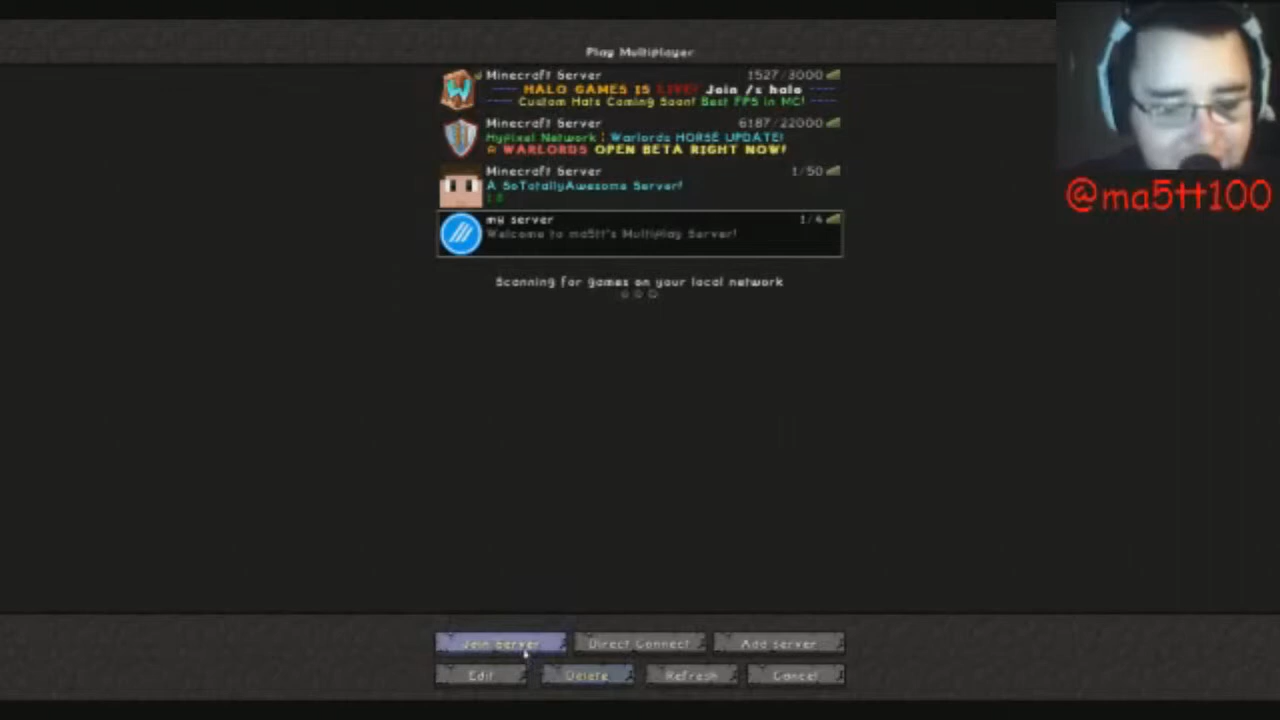 Play Multiplayer
Minecraft Server 1527/3000
HALO GAMES IS LIVE! Join /s halo
Custom Hats Coming Soon! Best FPS in MC!
Minecraft Server 6187/22000
Hypixel Network : Warlords HORSE UPDATE!
WARLORDS OPEN BETA RIGHT NOW!
Minecraft Server 1/50
A SoTotallyAwesome Server!
1.8
my server 1/4
Welcome to ma5tt's Multiplay Server!
Scanning for games on your local network
@ma5tt100
Join Server Direct Connect Add server
Edit Delete Refresh Cancel